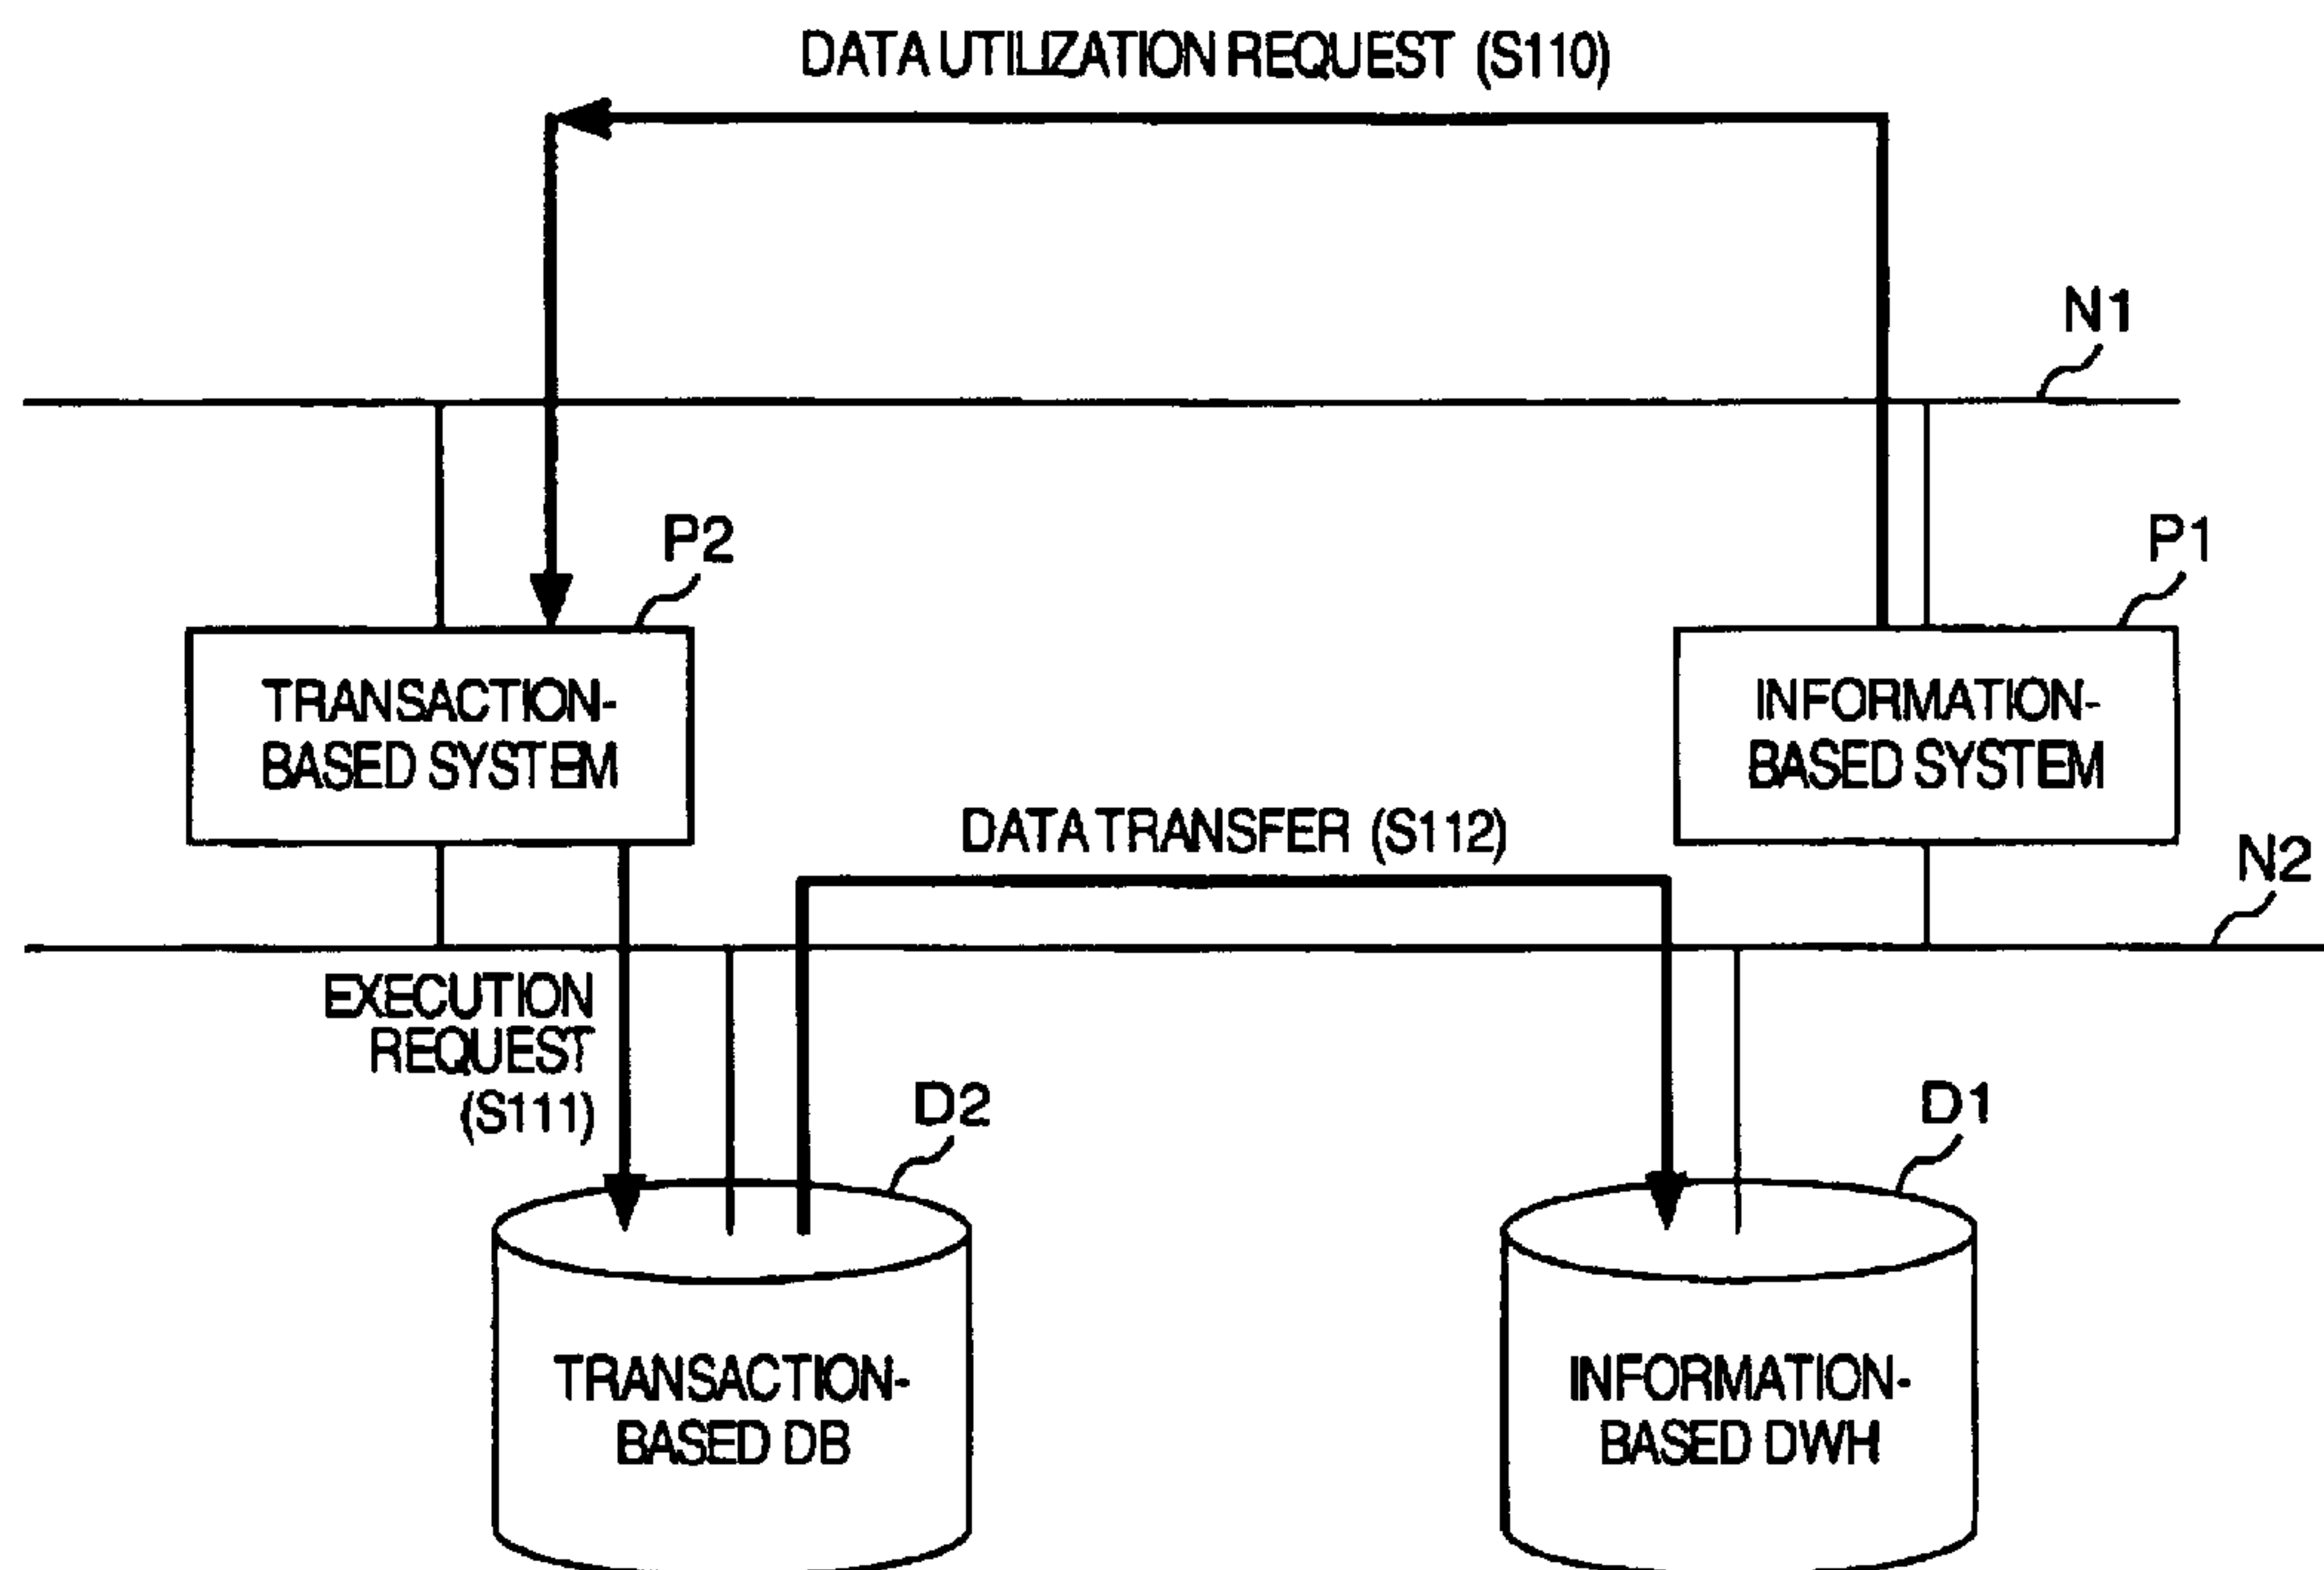 DATA UTILIZATION REQUEST (S110)
N1
P2
P1
TRANSACTION-
BASED SYSTEM
INFORMATION-
BASED SYSTEM
DATA TRANSFER (S112)
N2
EXECUTION
REQUEST
(S111)
D2
D1
TRANSACTION-
BASED DB
INFORMATION-
BASED DWH